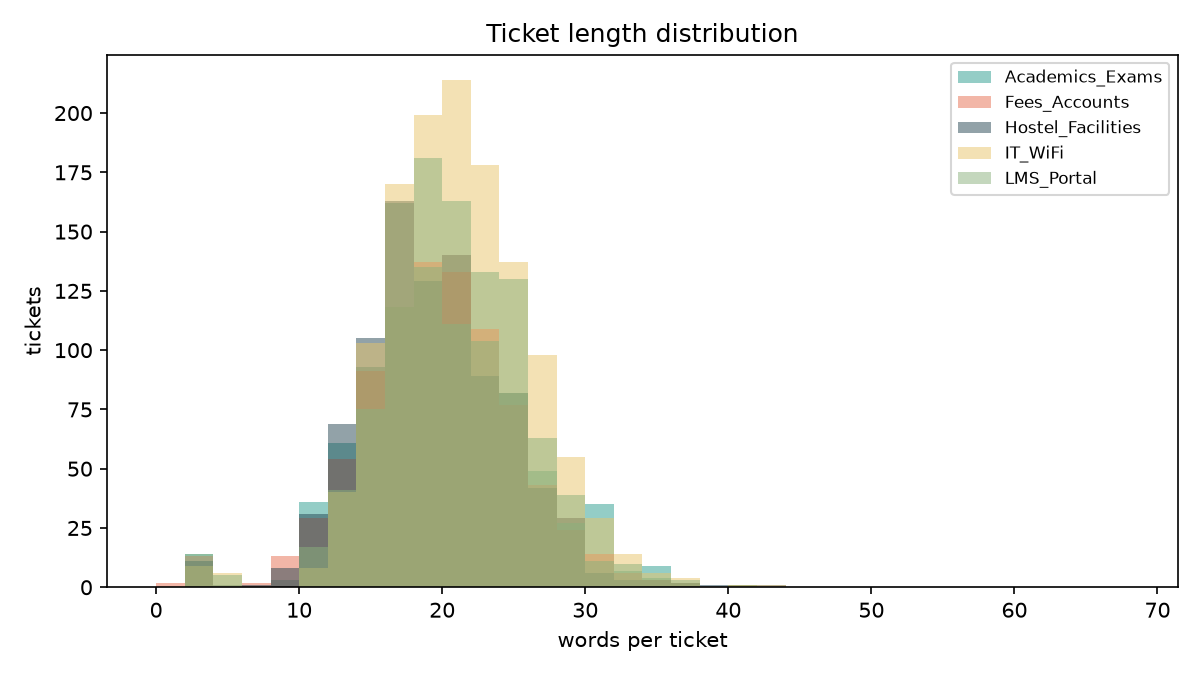 Ticket length distribution
Academics_Exams
Fees_Accounts
Hostel_Facilities
IT_WiFi
LMS_Portal
tickets
200
175
150
125
100
75
50
25
0
0 10 20 30 40 50 60 70
words per ticket